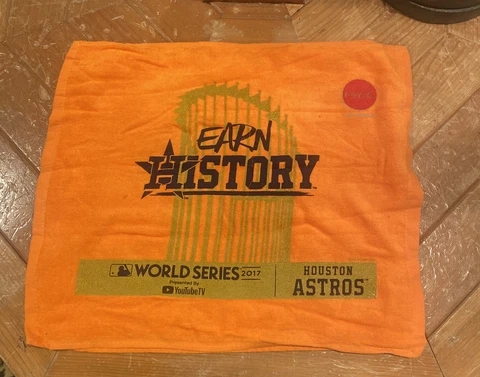 EARN
HISTORY
WORLD SERIES 2017
Presented By
YouTubeTV
HOUSTON
ASTROS